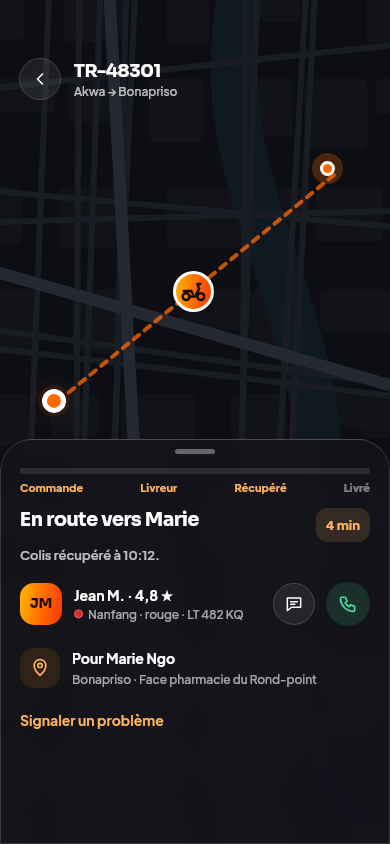 TR-48301
Akwa → Bonapriso
Commande Livreur Récupéré Livré
En route vers Marie
4 min
Colis récupéré à 10:12.
JM
Jean M. · 4,8 ★
Nanfang · rouge · LT 482 KQ
Pour Marie Ngo
Bonapriso · Face pharmacie du Rond-point
Signaler un problème